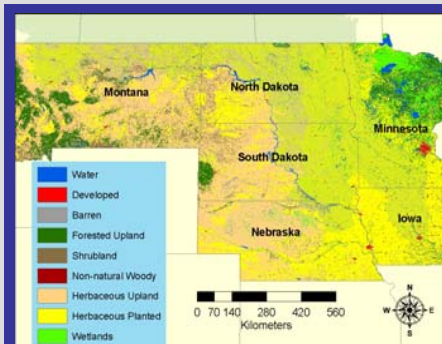 Montana
North Dakota
Minnesota
South Dakota
Iowa
Nebraska
Water
Developed
Barren
Forested Upland
Shrubland
Non-natural Woody
Herbaceous Upland
Herbaceous Planted
Wetlands
0 70 140 280 420 560
Kilometers
N
W E
S